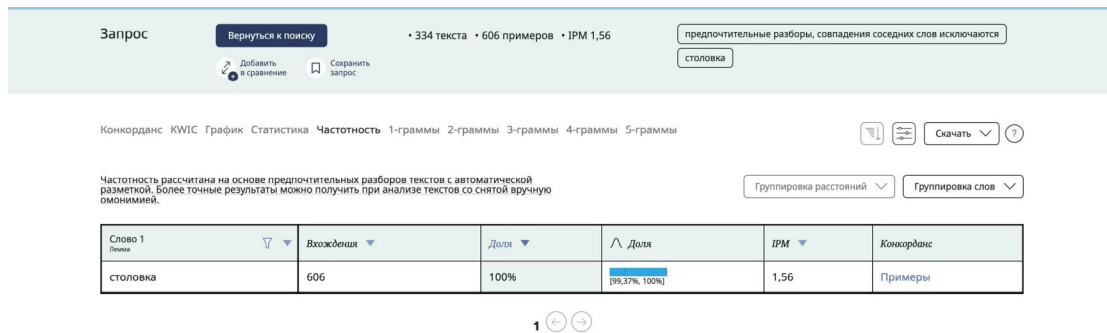 Запрос
Вернуться к поиску
• 334 текста • 606 примеров • IPM 1,56
предпочтительные разборы, совпадения соседних слов исключаются
столовка
Добавить
в сравнение
Сохранить
запрос
Конкорданс KWIC График Статистика Частотность 1-граммы 2-граммы 3-граммы 4-граммы 5-граммы
Скачать
?
Частотность рассчитана на основе предпочтительных разборов текстов с автоматической
разметкой. Более точные результаты можно получить при анализе текстов со снятой вручную
омонимией.
Группировка расстояний
Группировка слов
Слово 1
Лемма
Вхождения
Доля
Доля
IPM
Конкорданс
столовка
606
100%
[99,37%, 100%]
1,56
Примеры
1